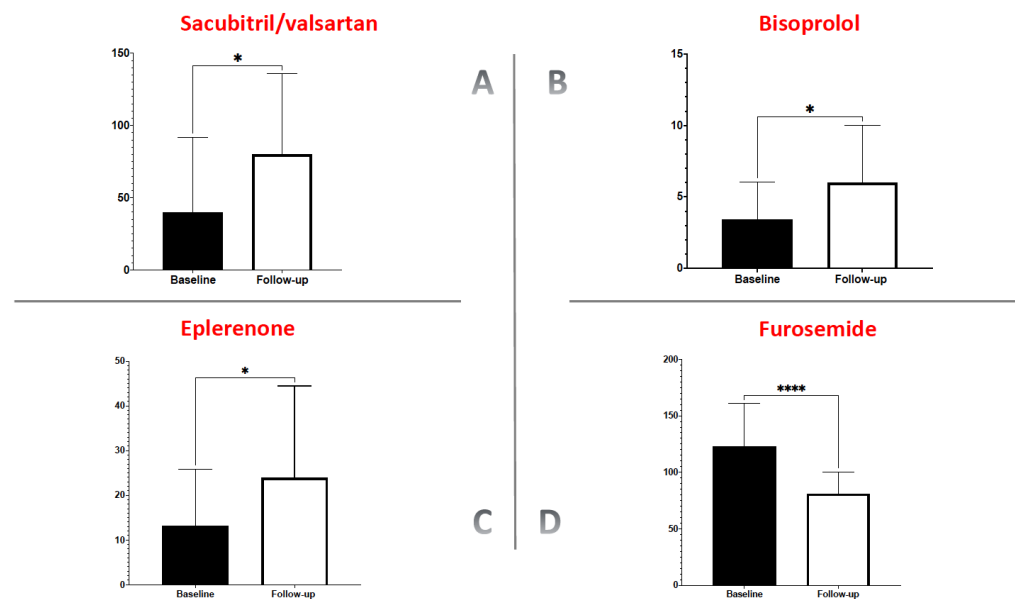 Sacubitril/valsartan
150
100
50
0
*
Baseline Follow-up
A
B
Bisoprolol
15
10
5
0
*
Baseline Follow-up
Eplerenone
50
40
30
20
10
0
*
Baseline Follow-up
C
D
Furosemide
200
150
100
50
0
****
Baseline Follow-up